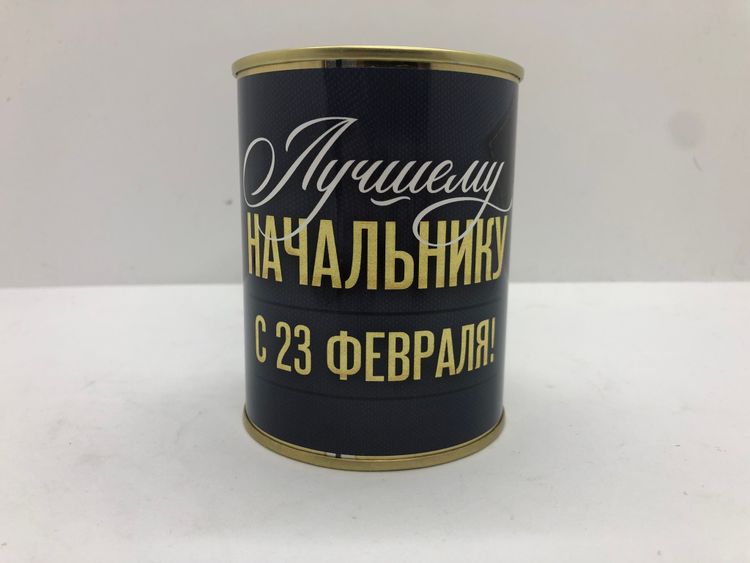 Лучшему
НАЧАЛЬНИКУ
С 23 ФЕВРАЛЯ!